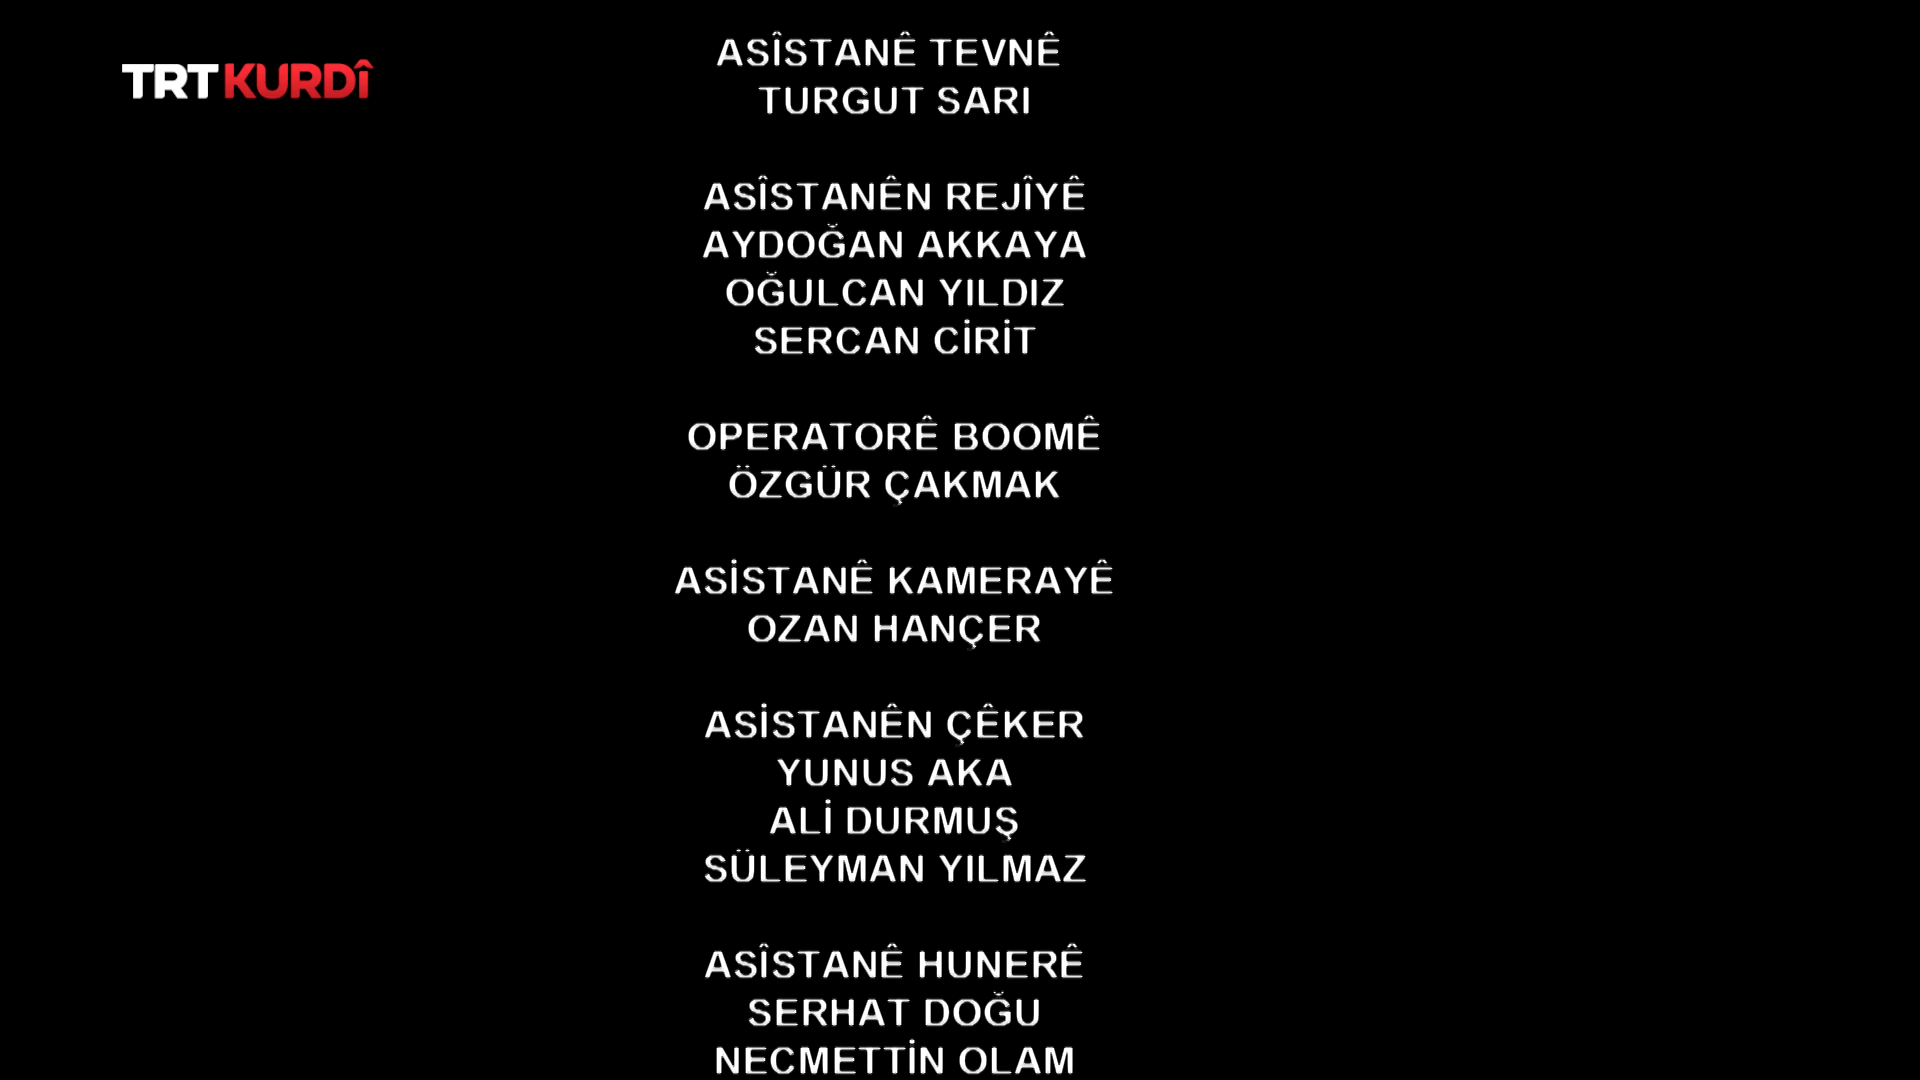 TRT KURDÎ
ASÎSTANÊ TEVNÊ
TURGUT SARI
ASÎSTANÊN REJÎYÊ
AYDOĞAN AKKAYA
OĞULCAN YILDIZ
SERCAN CİRİT
OPERATORÊ BOOMÊ
ÖZGÜR ÇAKMAK
ASİSTANÊ KAMERAYÊ
OZAN HANÇER
ASİSTANÊN ÇÊKER
YUNUS AKA
ALİ DURMUŞ
SÜLEYMAN YILMAZ
ASÎSTANÊ HUNERÊ
SERHAT DOĞU
NECMETTİN OLAM